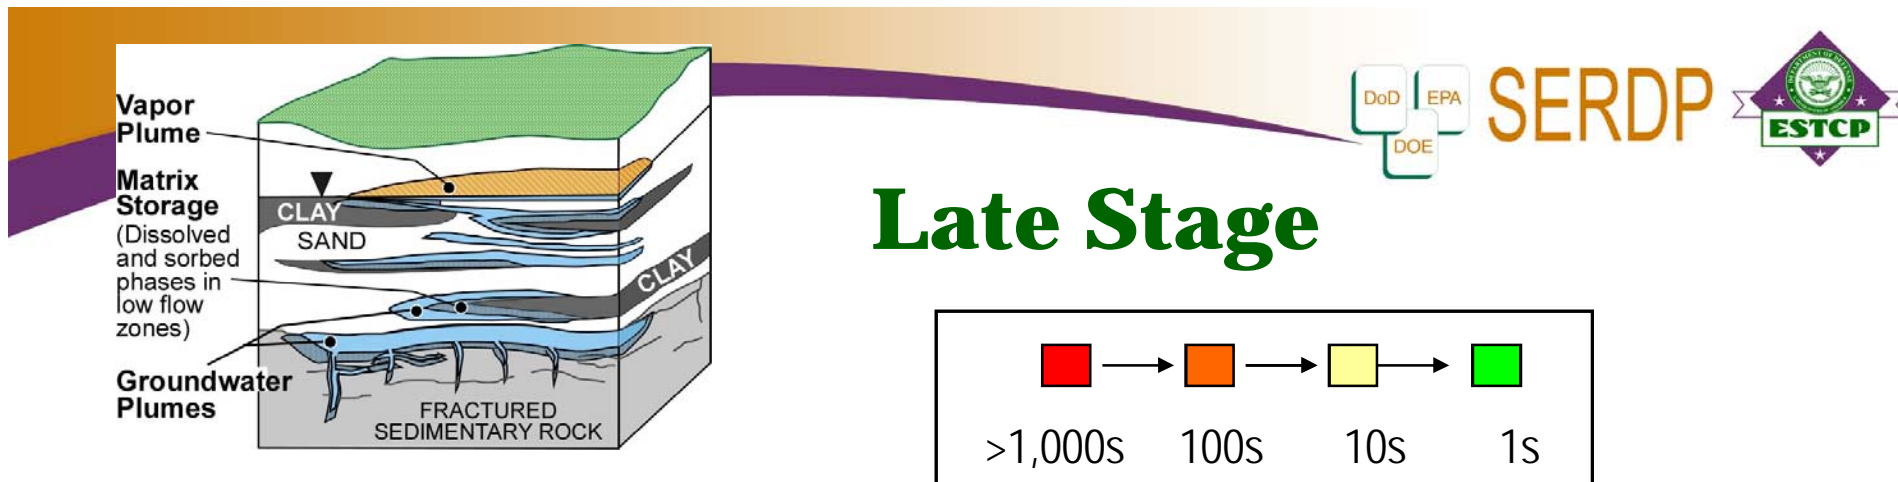 Vapor
Plume
Matrix
Storage
(Dissolved
and sorbed
phases in
low flow
zones)
Groundwater
Plumes
CLAY
SAND
CLAY
FRACTURED
SEDIMENTARY ROCK
DoD
EPA
DOE
SERDP
ESTCP
Late Stage
>1,000s 100s 10s 1s